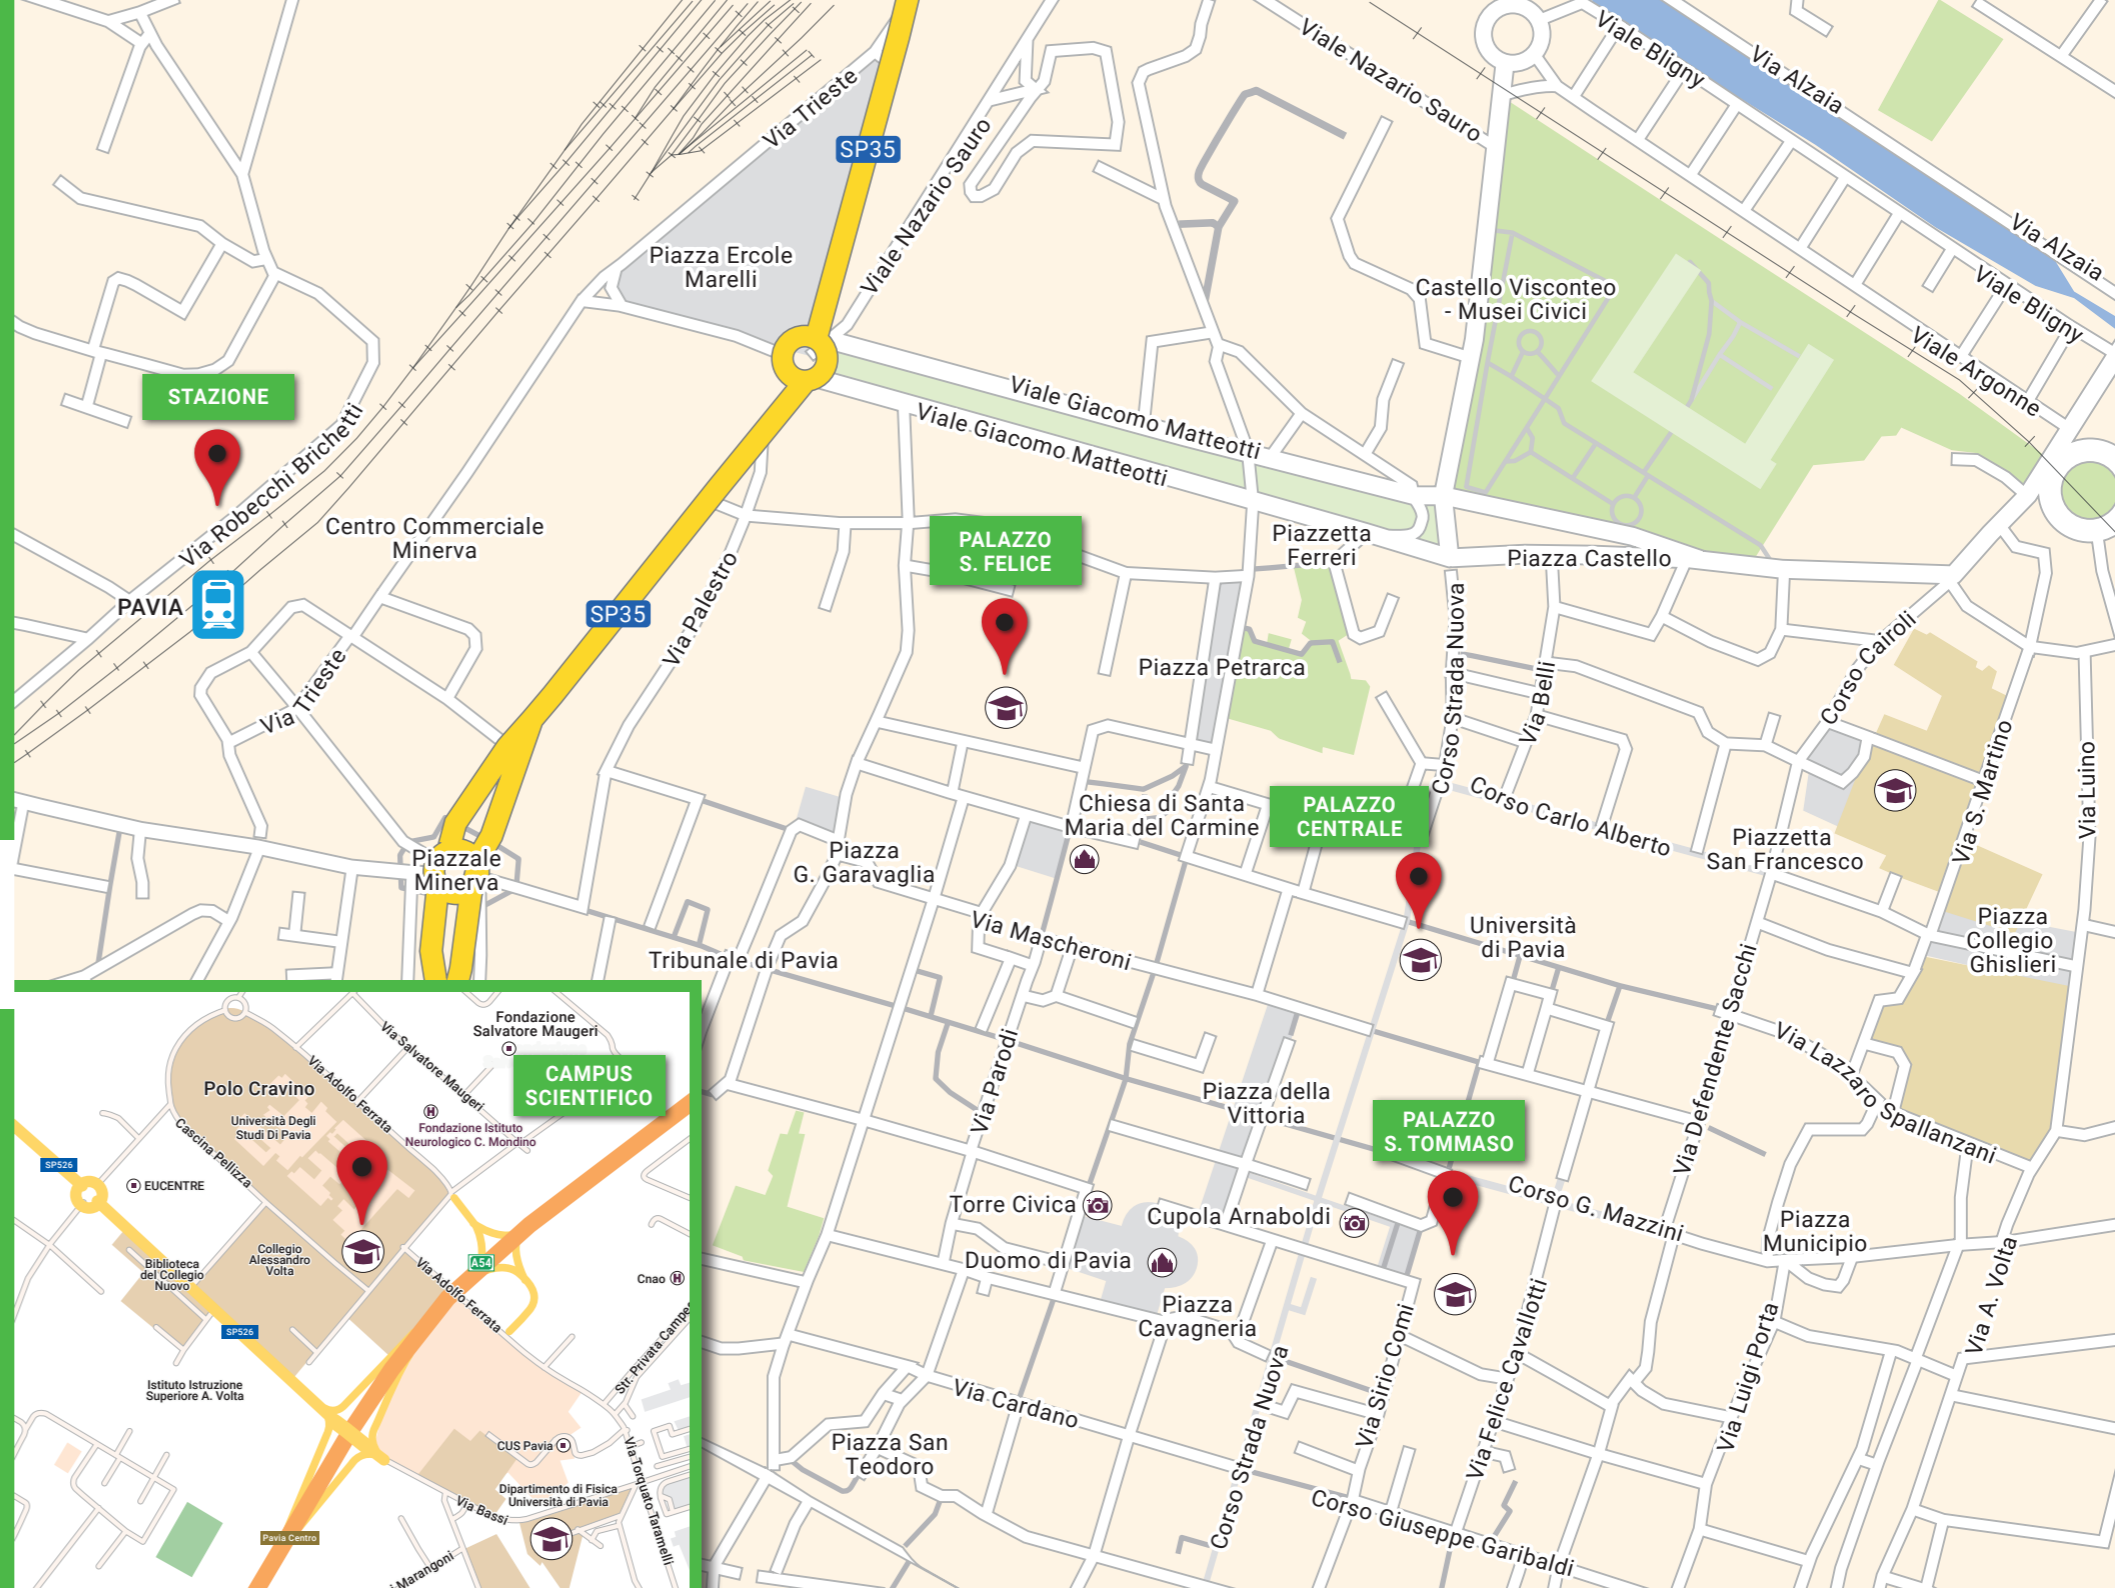 Viale Nazario Sauro
Viale Bligny
Via Alzaia
Via Trieste
SP35
Viale Nazario Sauro
Via Alzaia
Piazza Ercole
Marelli
Castello Visconteo
- Musei Civici
Viale Bligny
Viale Argonne
STAZIONE
Viale Giacomo Matteotti
Viale Giacomo Matteotti
Via Robecchi Brichetti
Centro Commerciale
Minerva
PALAZZO
S. FELICE
Piazzetta
Ferreri
Piazza Castello
PAVIA
SP35
Via Palestro
Corso Strada Nuova
Via Belli
Corso Cairoli
Piazza Petrarca
Via Trieste
Via S. Martino
Via Luino
Chiesa di Santa
Maria del Carmine
PALAZZO
CENTRALE
Corso Carlo Alberto
Piazzetta
San Francesco
Piazzale
Minerva
Piazza
G. Garavaglia
Via Mascheroni
Università
di Pavia
Piazza
Collegio
Ghislieri
Tribunale di Pavia
Via Defendente Sacchi
Via Lazzaro Spallanzani
Via Parodi
Piazza della
Vittoria
PALAZZO
S. TOMMASO
Corso G. Mazzini
Torre Civica
Cupola Arnaboldi
Piazza
Municipio
Duomo di Pavia
Piazza
Cavagneria
Via A. Volta
Via Sirio Comi
Via Felice Cavallotti
Via Luigi Porta
Via Cardano
Corso Strada Nuova
Piazza San
Teodoro
Corso Giuseppe Garibaldi
Fondazione
Salvatore Maugeri
Via Salvatore Maugeri
CAMPUS
SCIENTIFICO
Via Adolfo Ferrata
Polo Cravino
Università Degli
Studi Di Pavia
Fondazione Istituto
Neurologico C. Mondino
Cascina Pellizza
SP526
EUCENTRE
Collegio
Alessandro
Volta
Biblioteca
del Collegio
Nuovo
A54
Via Adolfo Ferrata
Cnao
SP526
Str. Privata Campe
Istituto Istruzione
Superiore A. Volta
CUS Pavia
Via Torquato Taramelli
Dipartimento di Fisica
Università di Pavia
Via Bassi
Pavia Centro
i Marangoni